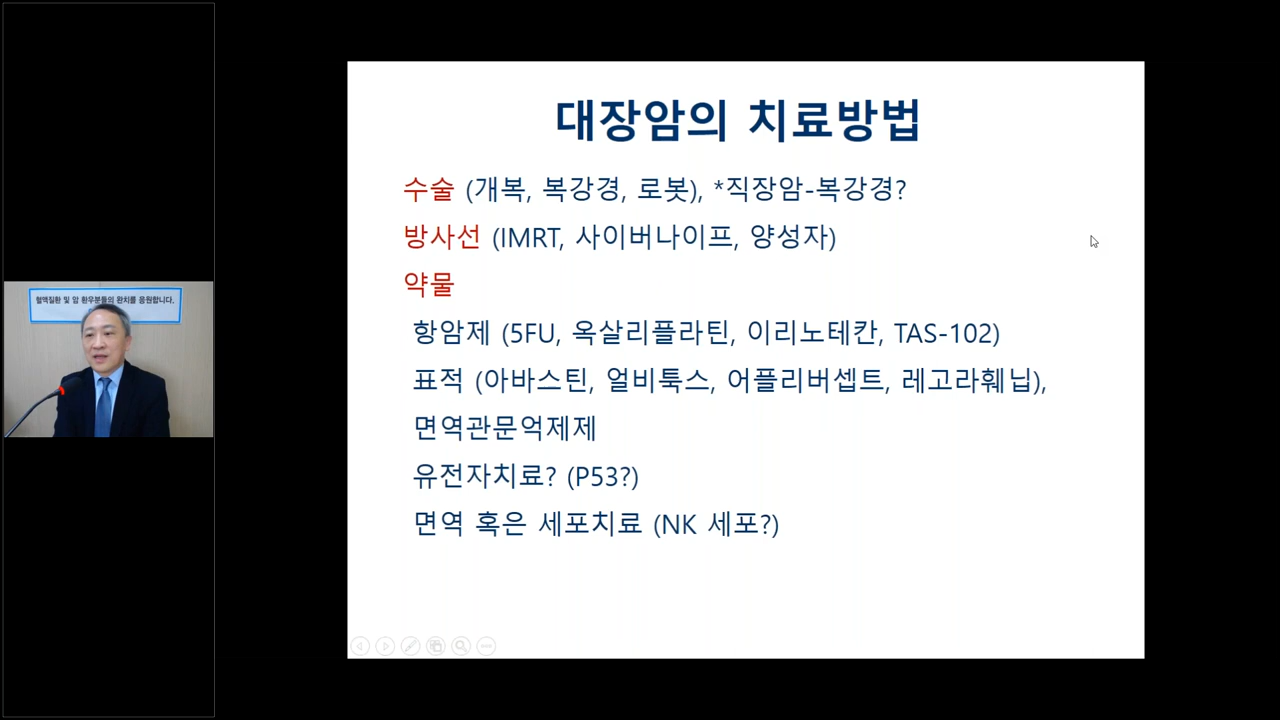 혈액질환 및 암 환우분들의 완치를 응원합니다.
대장암의 치료방법
수술 (개복, 복강경, 로봇), *직장암-복강경?
방사선 (IMRT, 사이버나이프, 양성자)
약물
항암제 (5FU, 옥살리플라틴, 이리노테칸, TAS-102)
표적 (아바스틴, 얼비툭스, 어플리버셉트, 레고라훼닙),
면역관문억제제
유전자치료? (P53?)
면역 혹은 세포치료 (NK 세포?)